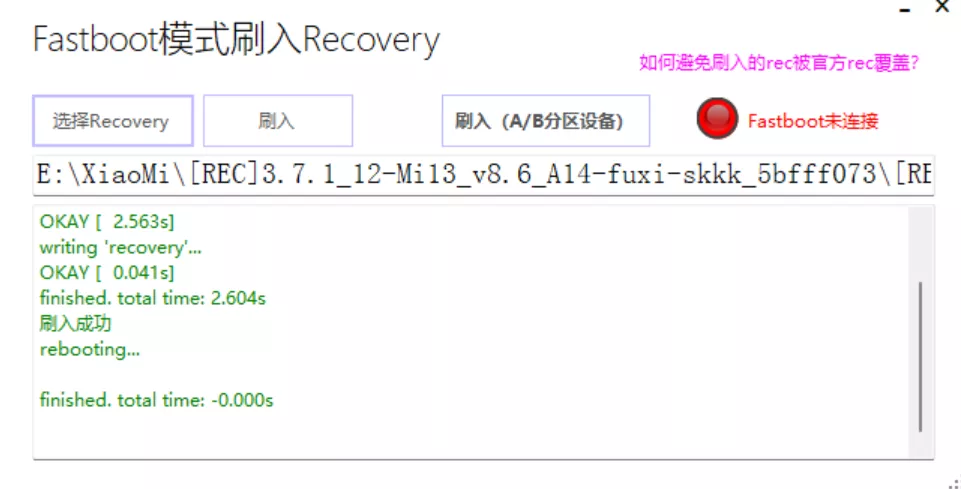 Fastboot模式刷入Recovery
如何避免刷入的rec被官方rec覆盖?
选择Recovery
刷入
刷入（A/B分区设备)
Fastboot未连接
E:\XiaoMi\[REC]3.7.1_12-Mi13_v8.6_A14-fuxi-skkk_5bfff073\[RE
OKAY [  2.563s]
writing 'recovery'...
OKAY [  0.041s]
finished. total time: 2.604s
刷入成功
rebooting...
finished. total time: -0.000s